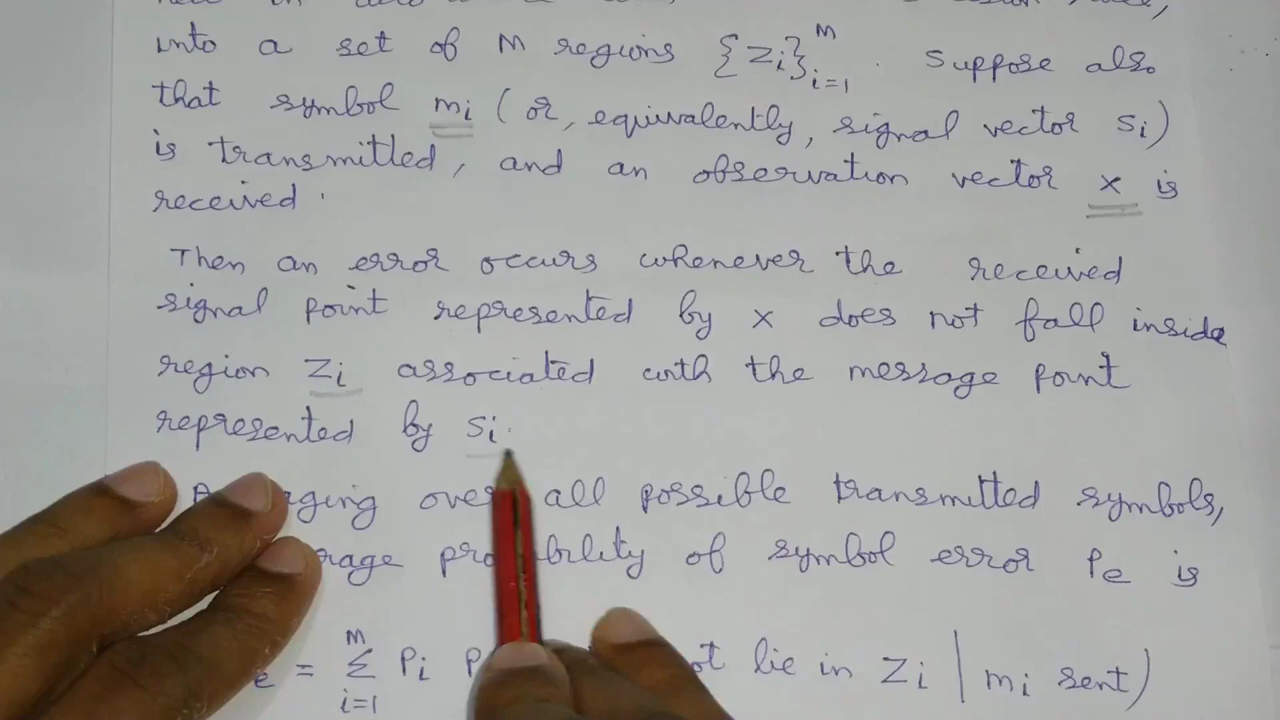 into a set of M regions {Zi}ᴹi=1 . Suppose also
that symbol mi (or, equivalently, signal vector si)
is transmitted, and an observation vector x is
received.
Then an error occurs whenever the received
signal point represented by x does not fall inside
region Zi associated with the message point
represented by si.
over all possible transmitted symbols,
of symbol error Pe is
e = Σ ᴹi=1 Pi P lie in Zi | mi sent)